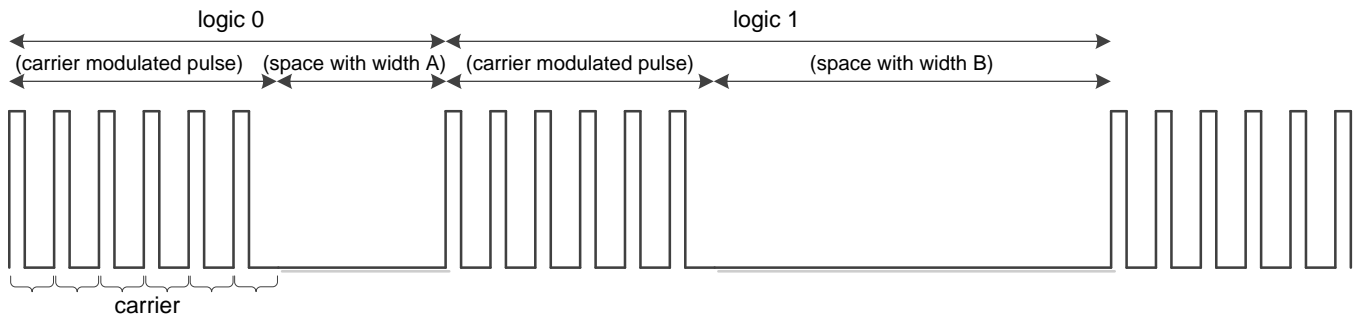 logic 0
logic 1
(carrier modulated pulse)
(space with width A)
(carrier modulated pulse)
(space with width B)
carrier